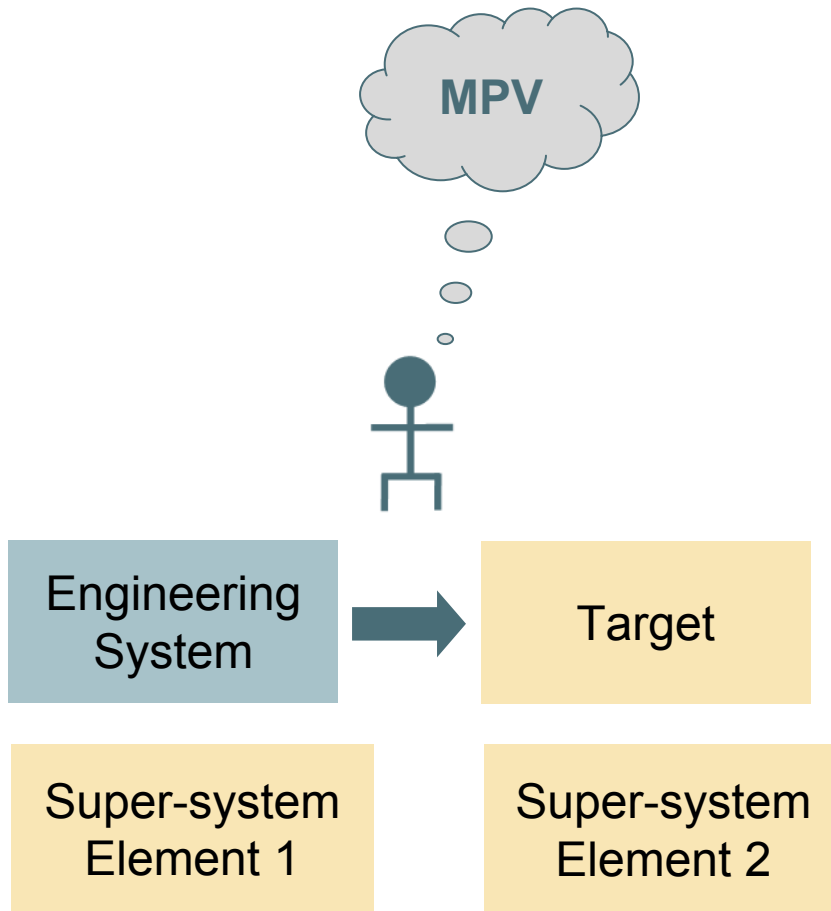 MPV
Engineering
System
Target
Super-system
Element 1
Super-system
Element 2